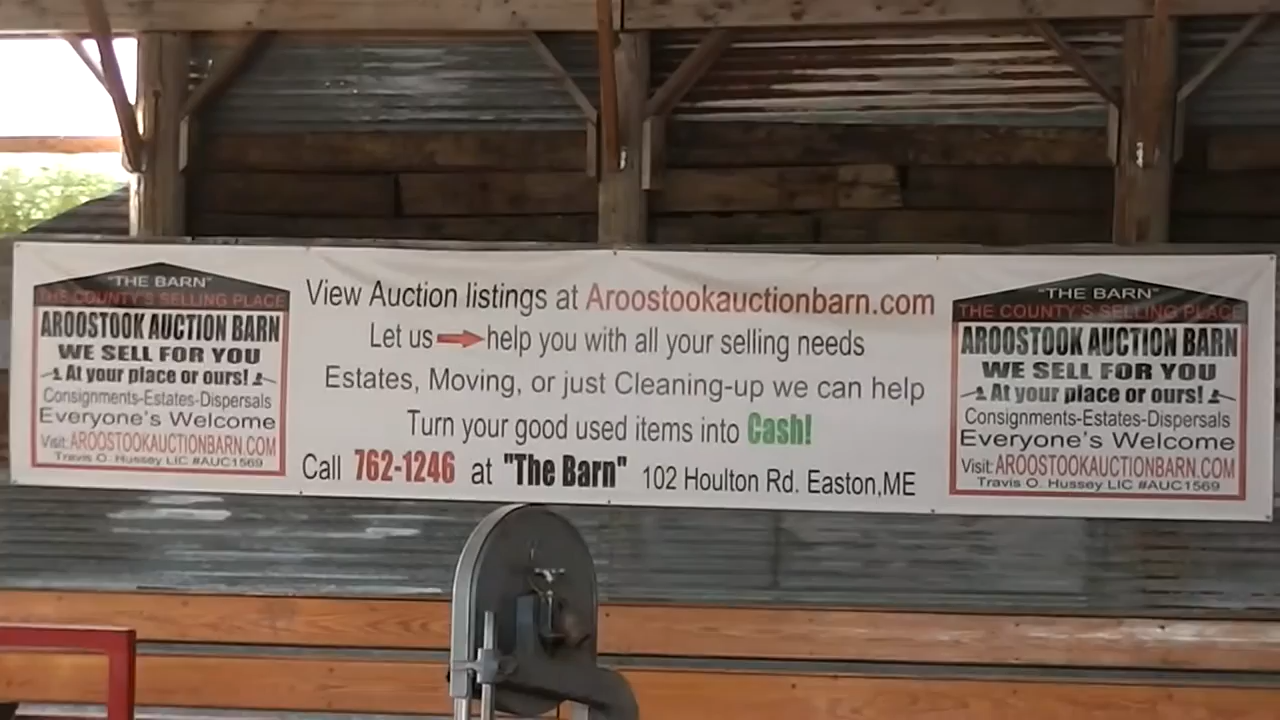 "THE BARN"
THE COUNTY'S SELLING PLACE
AROOSTOOK AUCTION BARN
WE SELL FOR YOU
At your place or ours!
Consignments-Estates-Dispersals
Everyone's Welcome
Visit: AROOSTOOKAUCTIONBARN.COM
Travis O. Hussey LIC #AUC1569
View Auction listings at Aroostookauctionbarn.com
Let us help you with all your selling needs
Estates, Moving, or just Cleaning-up we can help
Turn your good used items into Cash!
Call 762-1246 at "The Barn" 102 Houlton Rd. Easton,ME
"THE BARN"
THE COUNTY'S SELLING PLACE
AROOSTOOK AUCTION BARN
WE SELL FOR YOU
At your place or ours!
Consignments-Estates-Dispersals
Everyone's Welcome
Visit: AROOSTOOKAUCTIONBARN.COM
Travis O. Hussey LIC #AUC1569